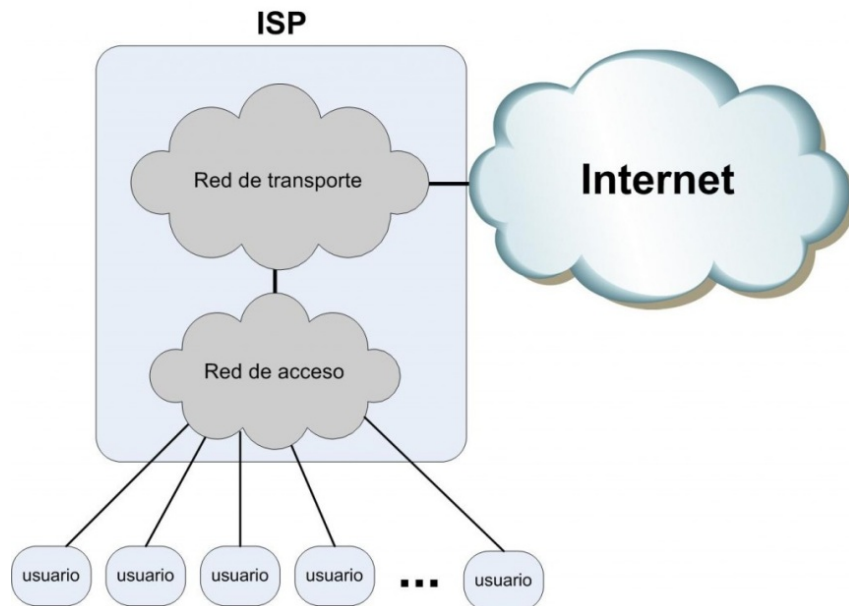 ISP
Red de transporte
Internet
Red de acceso
usuario
usuario
usuario
usuario
...
usuario